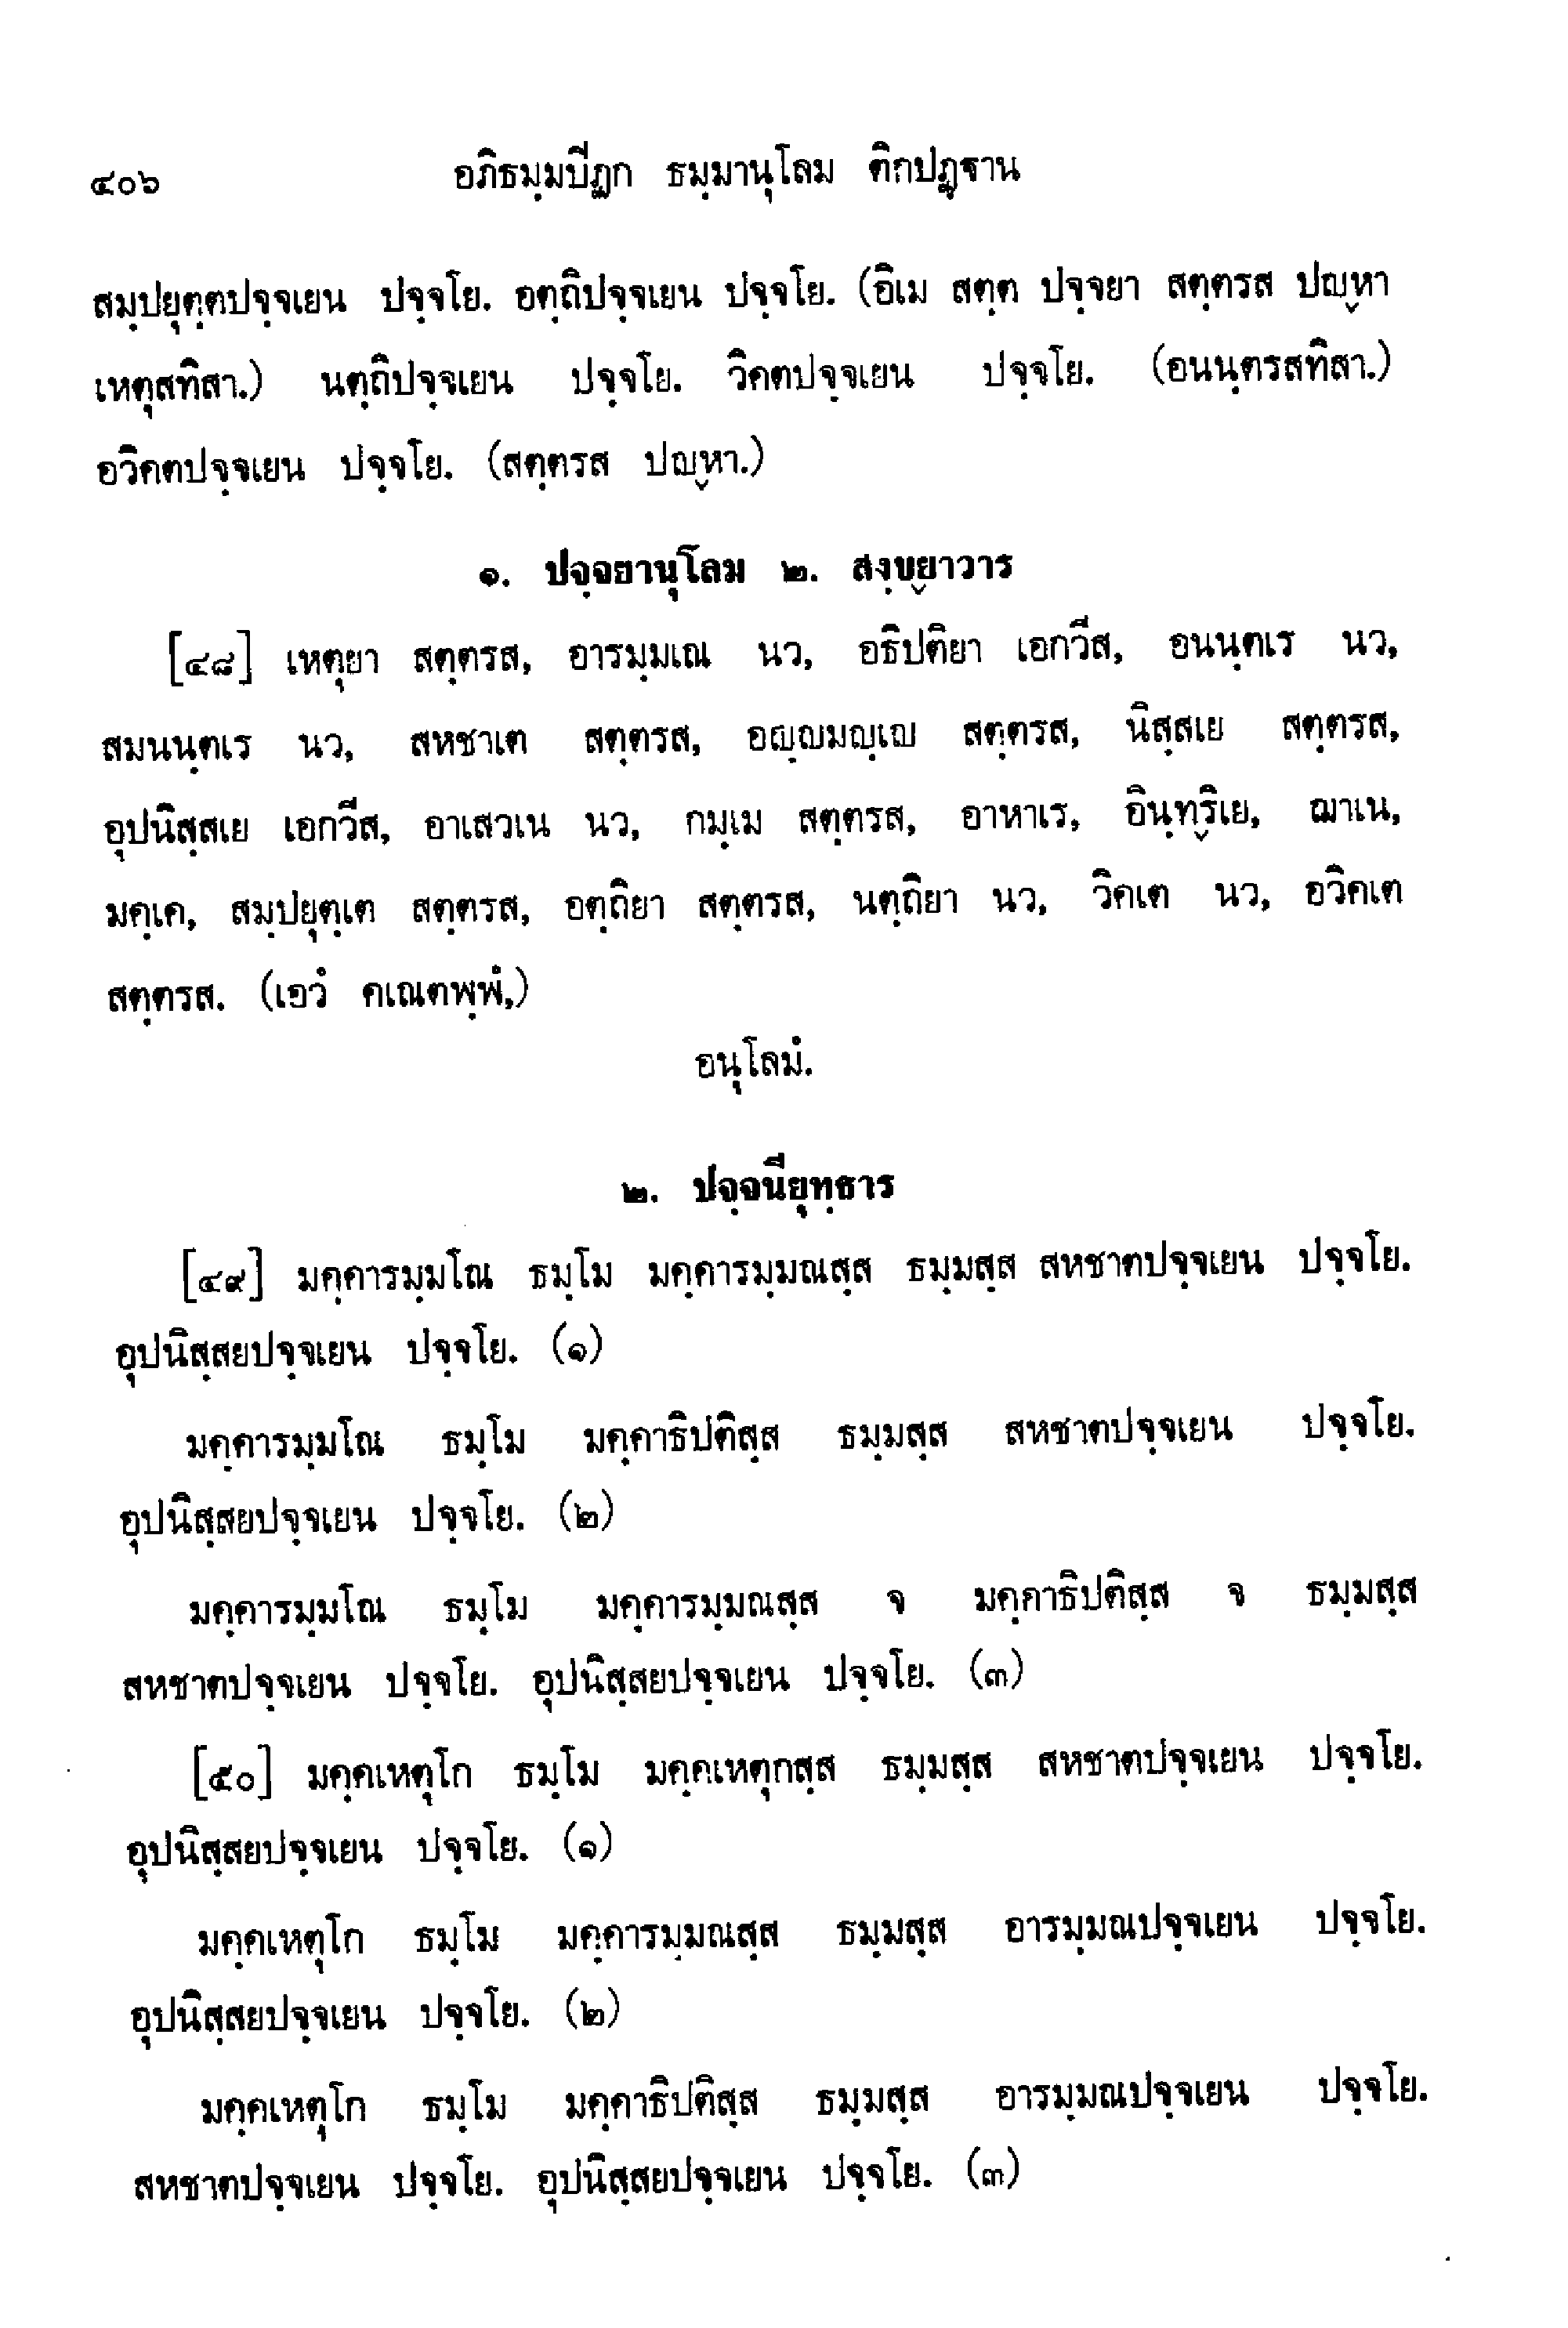 ๔๐๖ อภิธมฺมปีฏก ธมฺมานุโลม ติกปฏฺฐาน
สมฺปยุตฺตปจฺจเยน ปจฺจโย. อตฺถิปจฺจเยน ปจฺจโย. (อิเม สตฺต ปจฺจยา สตฺตรส ปญฺหา
เหตุสทิสา.) นตฺถิปจฺจเยน ปจฺจโย. วิคตปจฺจเยน ปจฺจโย. (อนนฺตรสทิสา.)
อวิคตปจฺจเยน ปจฺจโย. (สตฺตรส ปญฺหา.)
๑. ปจฺจยานุโลม ๒. สงฺขฺยาวาร
[๔๘] เหตุยา สตฺตรส, อารมฺมเณ นว, อธิปติยา เอกวีส, อนนฺตเร นว,
สมนนฺตเร นว, สหชาเต สตฺตรส, อญฺญมญฺเญ สตฺตรส, นิสฺสเย สตฺตรส,
อุปนิสฺสเย เอกวีส, อาเสวเน นว, กมฺเม สตฺตรส, อาหาเร, อินฺทฺริเย, ฌาเน,
มคฺเค, สมฺปยุตฺเต สตฺตรส, อตฺถิยา สตฺตรส, นตฺถิยา นว, วิคเต นว, อวิคเต
สตฺตรส. (เอวํ คเณตพฺพํ,)
อนุโลมํ.
๒. ปจฺจนียุทฺธาร
[๔๙] มคฺคารมฺมโณ ธมฺโม มคฺคารมฺมณสฺส ธมฺมสฺส สหชาตปจฺจเยน ปจฺจโย.
อุปนิสฺสยปจฺจเยน ปจฺจโย. (๑)
มคฺคารมฺมโณ ธมฺโม มคฺคาธิปติสฺส ธมฺมสฺส สหชาตปจฺจเยน ปจฺจโย.
อุปนิสฺสยปจฺจเยน ปจฺจโย. (๒)
มคฺคารมฺมโณ ธมฺโม มคฺคารมฺมณสฺส จ มคฺคาธิปติสฺส จ ธมฺมสฺส
สหชาตปจฺจเยน ปจฺจโย. อุปนิสฺสยปจฺจเยน ปจฺจโย. (๓)
[๕๐] มคฺคเหตุโก ธมฺโม มคฺคเหตุกสฺส ธมฺมสฺส สหชาตปจฺจเยน ปจฺจโย.
อุปนิสฺสยปจฺจเยน ปจฺจโย. (๑)
มคฺคเหตุโก ธมฺโม มคฺคารมฺมณสฺส ธมฺมสฺส อารมฺมณปจฺจเยน ปจฺจโย.
อุปนิสฺสยปจฺจเยน ปจฺจโย. (๒)
มคฺคเหตุโก ธมฺโม มคฺคาธิปติสฺส ธมฺมสฺส อารมฺมณปจฺจเยน ปจฺจโย.
สหชาตปจฺจเยน ปจฺจโย. อุปนิสฺสยปจฺจเยน ปจฺจโย. (๓)